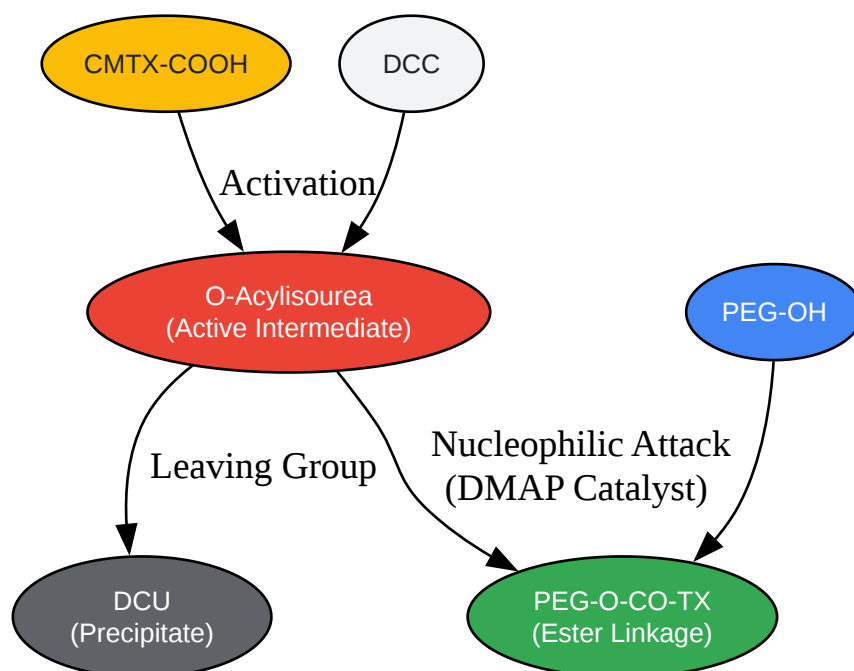 CMTX-COOH
DCC
Activation
O-Acylisourea
(Active Intermediate)
PEG-OH
Leaving Group
Nucleophilic Attack
(DMAP Catalyst)
DCU
(Precipitate)
PEG-O-CO-TX
(Ester Linkage)